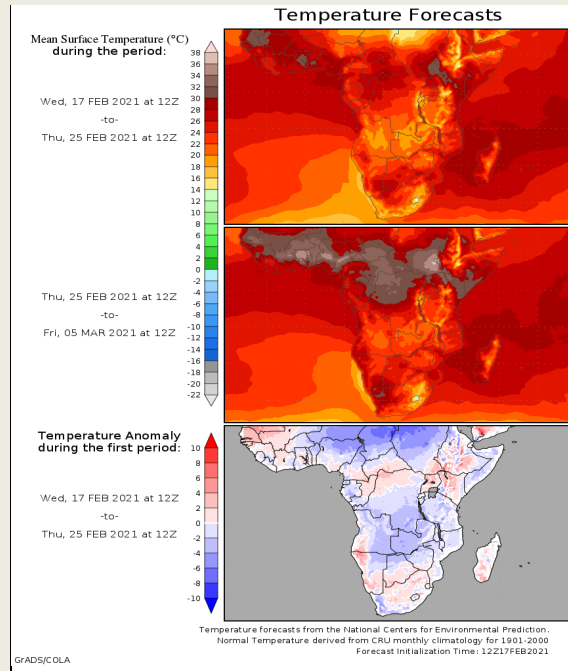 Temperature Forecasts
Mean Surface Temperature (°C)
during the period:
Wed, 17 FEB 2021 at 12Z
-to-
Thu, 25 FEB 2021 at 12Z
38
36
34
32
30
28
26
24
22
20
18
16
14
12
10
8
6
4
2
0
-2
-4
-6
-8
-10
-12
-14
-16
-18
-20
-22
Thu, 25 FEB 2021 at 12Z
-to-
Fri, 05 MAR 2021 at 12Z
Temperature Anomaly
during the first period:
Wed, 17 FEB 2021 at 12Z
-to-
Thu, 25 FEB 2021 at 12Z
10
8
6
4
2
0
-2
-4
-6
-8
-10
Temperature forecasts from the National Centers for Environmental Prediction.
Normal Temperature derived from CRU monthly climatology for 1901-2000
Forecast Initialization Time: 12Z17FEB2021
GrADS/COLA